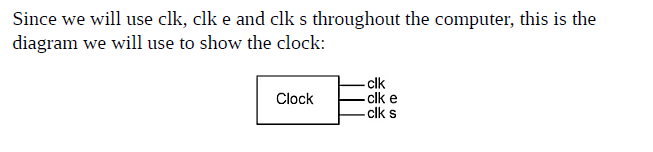 Since we will use clk, clk e and clk s throughout the computer, this is the
diagram we will use to show the clock:
clk
Clock
clk e
clk s